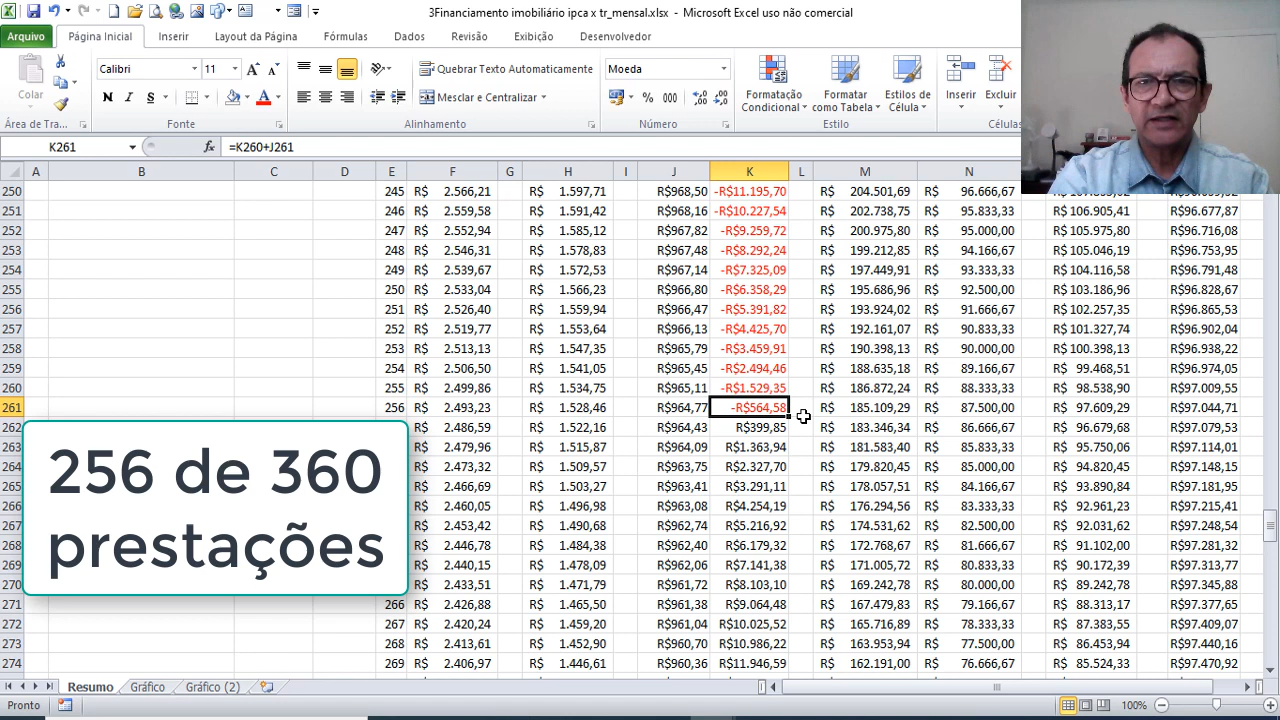 3Financiamento imobiliário ipca x tr_mensal.xlsx - Microsoft Excel uso não comercial
Arquivo Página Inicial Inserir Layout da Página Fórmulas Dados Revisão Exibição Desenvolvedor
Colar
Calibri 11
N I S
Quebrar Texto Automaticamente
Mesclar e Centralizar
Moeda
% 000
Formatação Condicional
Formatar como Tabela
Estilos de Célula
Inserir Excluir
Área de Tra... Fonte Alinhamento Número Estilo Células
K261 fx =K260+J261
A B C D E F G H I J K L M N
250 245 R$ 2.566,21 R$ 1.597,71 R$968,50 -R$11.195,70 R$ 204.501,69 R$ 96.666,67
251 246 R$ 2.559,58 R$ 1.591,42 R$968,16 -R$10.227,54 R$ 202.738,75 R$ 95.833,33 R$ 106.905,41 R$96.677,87
252 247 R$ 2.552,94 R$ 1.585,12 R$967,82 -R$9.259,72 R$ 200.975,80 R$ 95.000,00 R$ 105.975,80 R$96.716,08
253 248 R$ 2.546,31 R$ 1.578,83 R$967,48 -R$8.292,24 R$ 199.212,85 R$ 94.166,67 R$ 105.046,19 R$96.753,95
254 249 R$ 2.539,67 R$ 1.572,53 R$967,14 -R$7.325,09 R$ 197.449,91 R$ 93.333,33 R$ 104.116,58 R$96.791,48
255 250 R$ 2.533,04 R$ 1.566,23 R$966,80 -R$6.358,29 R$ 195.686,96 R$ 92.500,00 R$ 103.186,96 R$96.828,67
256 251 R$ 2.526,40 R$ 1.559,94 R$966,47 -R$5.391,82 R$ 193.924,02 R$ 91.666,67 R$ 102.257,35 R$96.865,53
257 252 R$ 2.519,77 R$ 1.553,64 R$966,13 -R$4.425,70 R$ 192.161,07 R$ 90.833,33 R$ 101.327,74 R$96.902,04
258 253 R$ 2.513,13 R$ 1.547,35 R$965,79 -R$3.459,91 R$ 190.398,13 R$ 90.000,00 R$ 100.398,13 R$96.938,22
259 254 R$ 2.506,50 R$ 1.541,05 R$965,45 -R$2.494,46 R$ 188.635,18 R$ 89.166,67 R$ 99.468,51 R$96.974,05
260 255 R$ 2.499,86 R$ 1.534,75 R$965,11 -R$1.529,35 R$ 186.872,24 R$ 88.333,33 R$ 98.538,90 R$97.009,55
261 256 R$ 2.493,23 R$ 1.528,46 R$964,77 -R$564,58 R$ 185.109,29 R$ 87.500,00 R$ 97.609,29 R$97.044,71
262 257 R$ 2.486,59 R$ 1.522,16 R$964,43 R$399,85 R$ 183.346,34 R$ 86.666,67 R$ 96.679,68 R$97.079,53
R$ 2.479,96 R$ 1.515,87 R$964,09 R$1.363,94 R$ 181.583,40 R$ 85.833,33 R$ 95.750,06 R$97.114,01
R$ 2.473,32 R$ 1.509,57 R$963,75 R$2.327,70 R$ 179.820,45 R$ 85.000,00 R$ 94.820,45 R$97.148,15
R$ 2.466,69 R$ 1.503,27 R$963,41 R$3.291,11 R$ 178.057,51 R$ 84.166,67 R$ 93.890,84 R$97.181,95
R$ 2.460,05 R$ 1.496,98 R$963,08 R$4.254,19 R$ 176.294,56 R$ 83.333,33 R$ 92.961,23 R$97.215,41
R$ 2.453,42 R$ 1.490,68 R$962,74 R$5.216,92 R$ 174.531,62 R$ 82.500,00 R$ 92.031,62 R$97.248,54
R$ 2.446,78 R$ 1.484,38 R$962,40 R$6.179,32 R$ 172.768,67 R$ 81.666,67 R$ 91.102,00 R$97.281,32
R$ 2.440,15 R$ 1.478,09 R$962,06 R$7.141,38 R$ 171.005,72 R$ 80.833,33 R$ 90.172,39 R$97.313,77
R$ 2.433,51 R$ 1.471,79 R$961,72 R$8.103,10 R$ 169.242,78 R$ 80.000,00 R$ 89.242,78 R$97.345,88
271 266 R$ 2.426,88 R$ 1.465,50 R$961,38 R$9.064,48 R$ 167.479,83 R$ 79.166,67 R$ 88.313,17 R$97.377,65
272 267 R$ 2.420,24 R$ 1.459,20 R$961,04 R$10.025,52 R$ 165.716,89 R$ 78.333,33 R$ 87.383,55 R$97.409,07
273 268 R$ 2.413,61 R$ 1.452,90 R$960,70 R$10.986,22 R$ 163.953,94 R$ 77.500,00 R$ 86.453,94 R$97.440,16
274 269 R$ 2.406,97 R$ 1.446,61 R$960,36 R$11.946,59 R$ 162.191,00 R$ 76.666,67 R$ 85.524,33 R$97.470,92
256 de 360
prestações
Resumo Gráfico Gráfico (2)
Pronto 100%